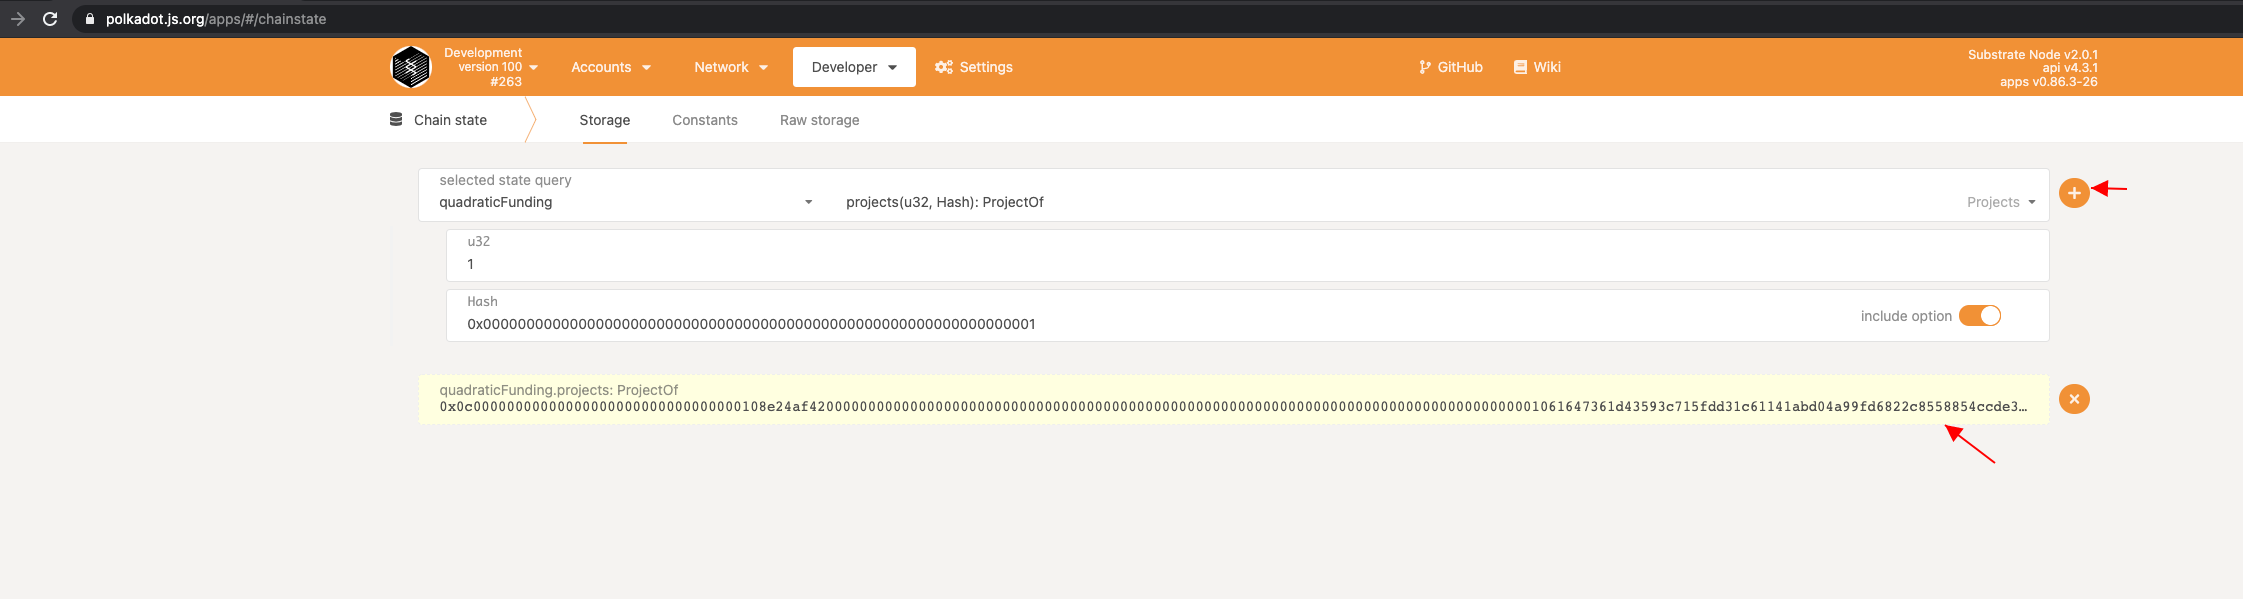 polkadot.js.org/apps/#/chainstate
Development
version 100
#263
Accounts
Network
Developer
Settings
GitHub
Wiki
Substrate Node v2.0.1
api v4.3.1
apps v0.86.3-26
Chain state
Storage
Constants
Raw storage
selected state query
quadraticFunding
projects(u32, Hash): ProjectOf
Projects
u32
1
Hash
0x0000000000000000000000000000000000000000000000000000000000000001
include option
quadraticFunding.projects: ProjectOf
0x0c00000000000000000000000000000000108e24af420000000000000000000000000000000000000000000000000000000000000000000000000000000000001061647361d43593c715fdd31c61141abd04a99fd6822c8558854ccde3…